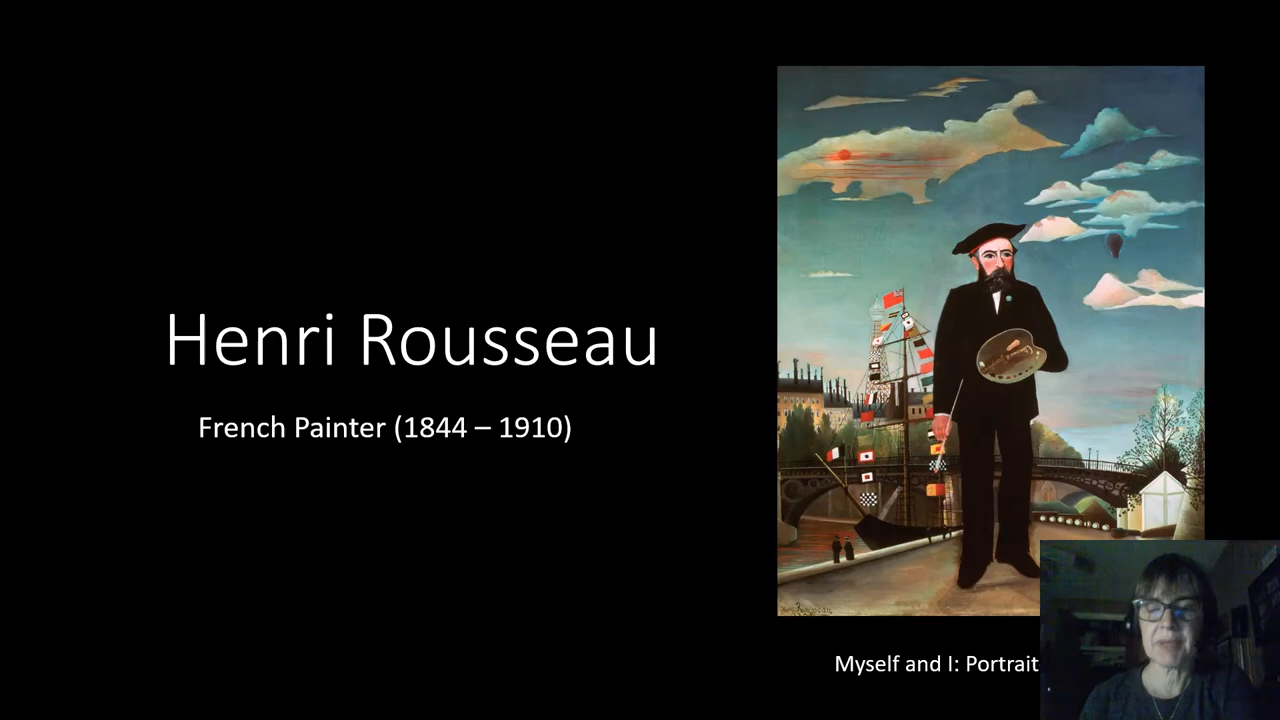 Henri Rousseau
French Painter (1844 – 1910)
Myself and I: Portrait